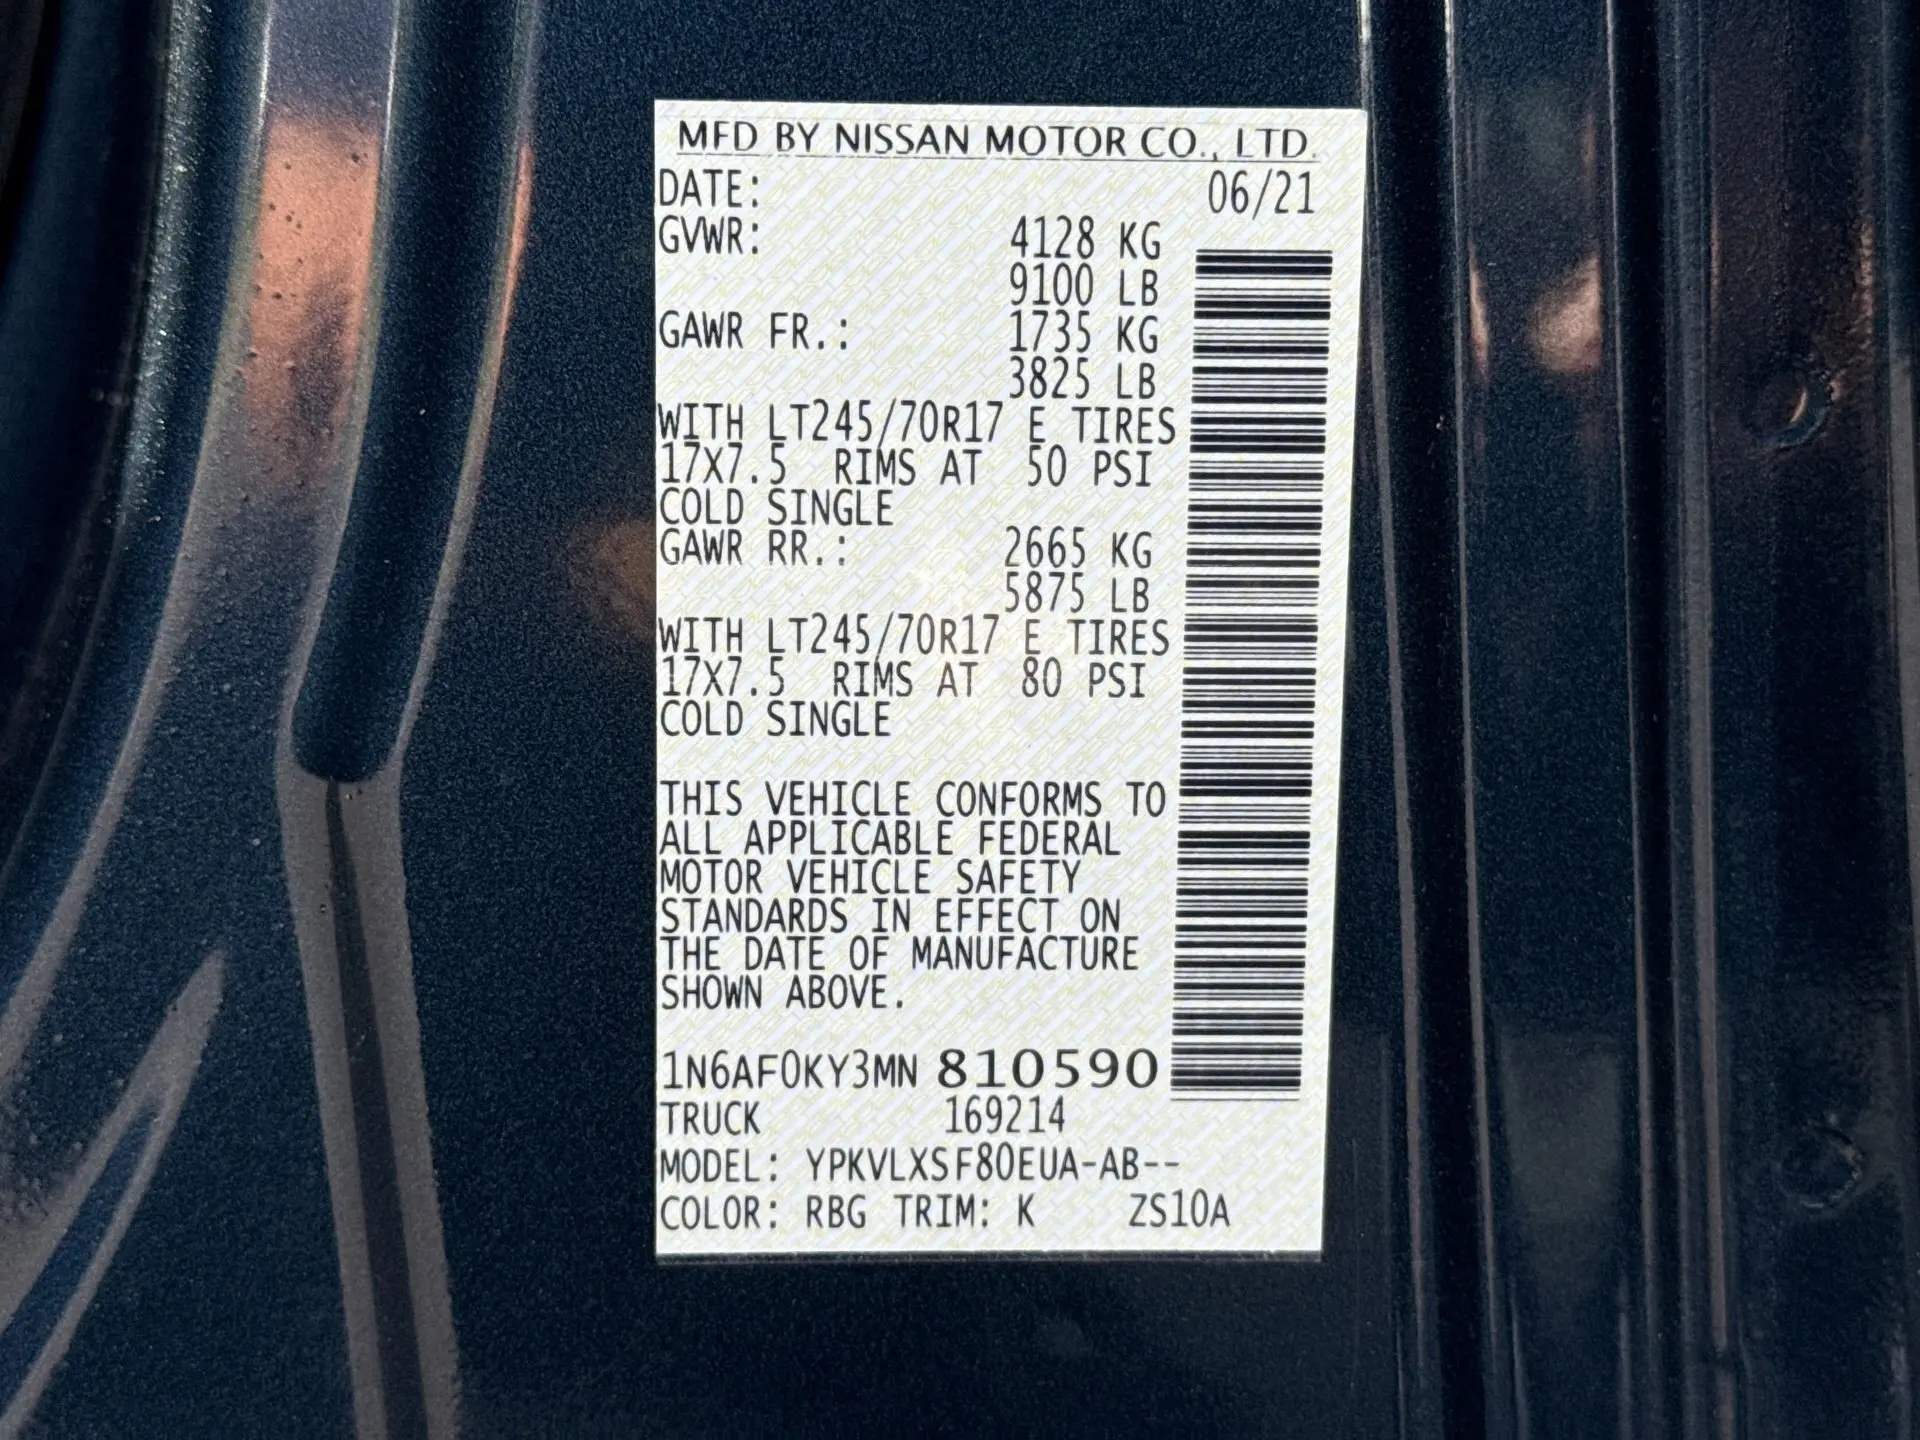 MFD BY NISSAN MOTOR CO., LTD.
DATE: 06/21
GVWR: 4128 KG
9100 LB
GAWR FR.: 1735 KG
3825 LB
WITH LT245/70R17 E TIRES
17X7.5 RIMS AT 50 PSI
COLD SINGLE
GAWR RR.: 2665 KG
5875 LB
WITH LT245/70R17 E TIRES
17X7.5 RIMS AT 80 PSI
COLD SINGLE
THIS VEHICLE CONFORMS TO
ALL APPLICABLE FEDERAL
MOTOR VEHICLE SAFETY
STANDARDS IN EFFECT ON
THE DATE OF MANUFACTURE
SHOWN ABOVE.
1N6AF0KY3MN 810590
TRUCK 169214
MODEL: YPKVLXSF80EUA-AB--
COLOR: RBG TRIM: K ZS10A